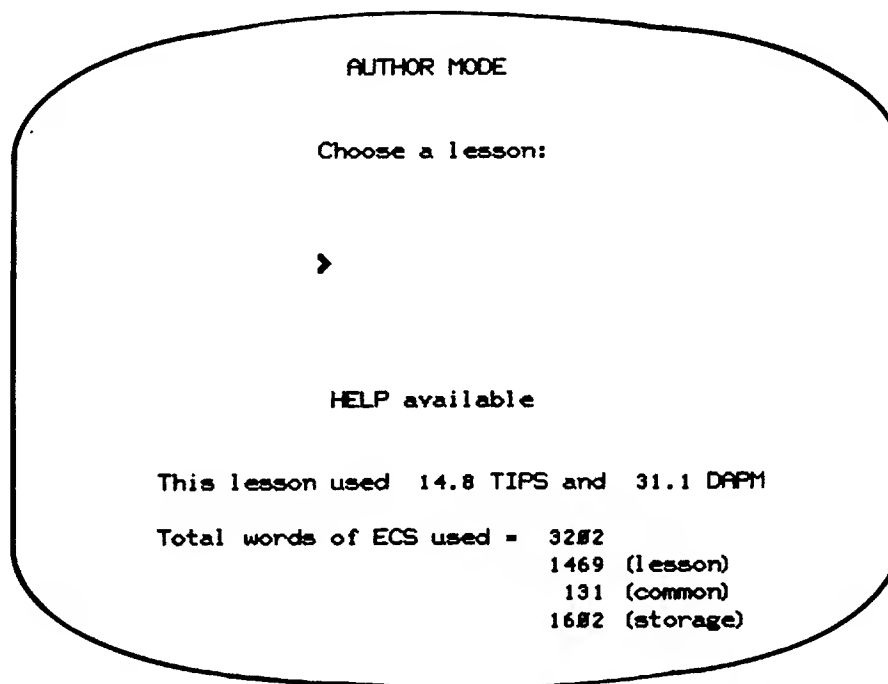 AUTHOR MODE
Choose a lesson:
>
HELP available
This lesson used 14.8 TIPS and 31.1 DAPM
Total words of ECS used = 3202
1469 (lesson)
131 (common)
1602 (storage)